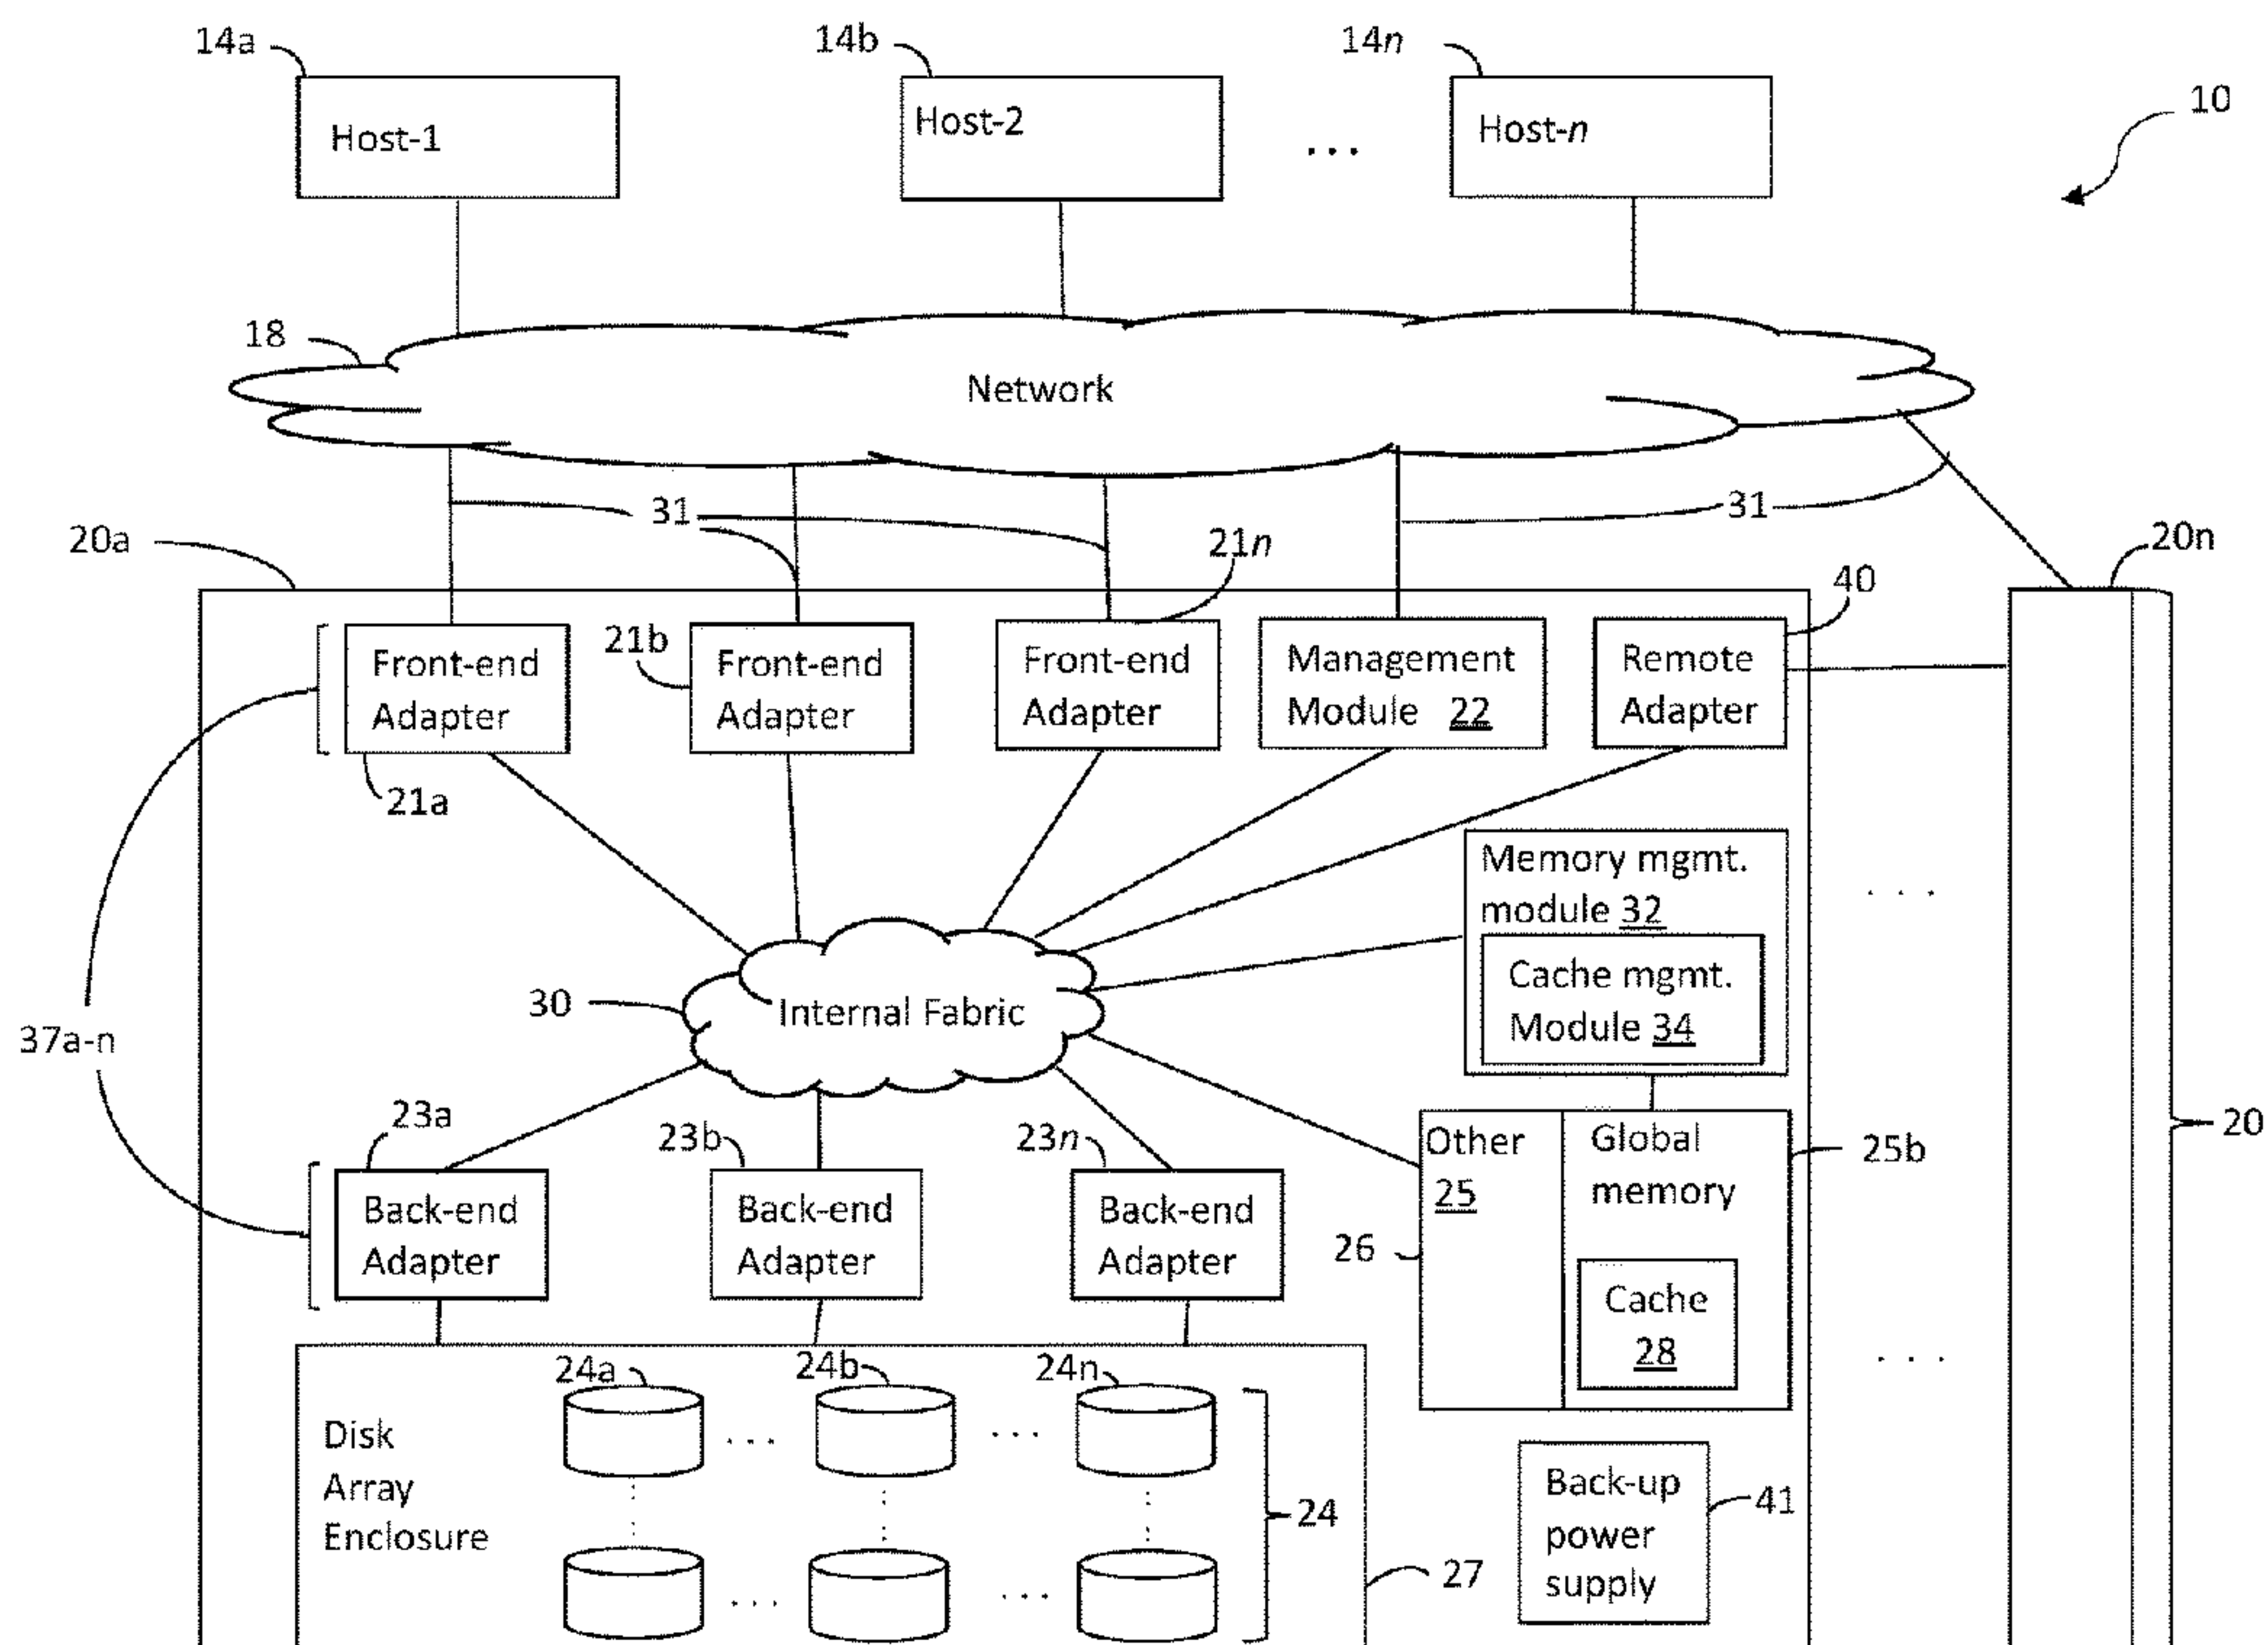 14a
14b
14n
10
Host-1
Host-2
...
Host-n
18
Network
31
31
20a
21n
20n
40
21b
Front-end
Adapter
Front-end
Adapter
Front-end
Adapter
Management
Module 22
Remote
Adapter
21a
Memory mgmt.
module 32
...
Cache mgmt.
Module 34
30
Internal Fabric
37a-n
23a
23b
23n
Other
25
Global
memory
25b
20
Back-end
Adapter
Back-end
Adapter
Back-end
Adapter
26
Cache
28
...
24a
24b
24n
Disk
Array
Enclosure
...
...
24
Back-up
power
supply
41
27
...
...